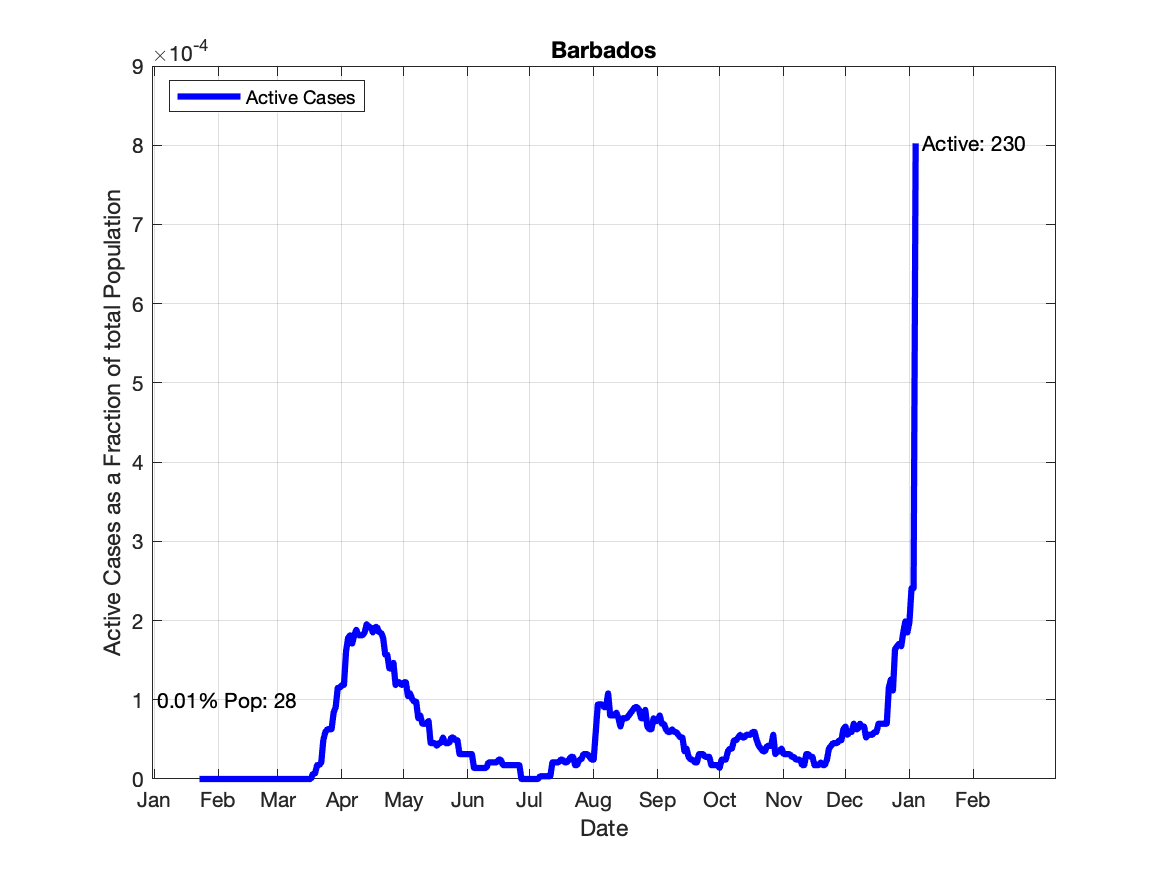 Barbados
×10-4
9
8
7
6
5
4
3
2
1
0
Active Cases
Active: 230
0.01% Pop: 28
Active Cases as a Fraction of total Population
Jan Feb Mar Apr May Jun Jul Aug Sep Oct Nov Dec Jan Feb
Date